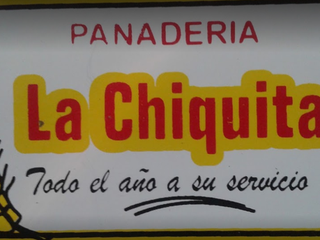 PANADERIA
La Chiquita
Todo el año a su servicio